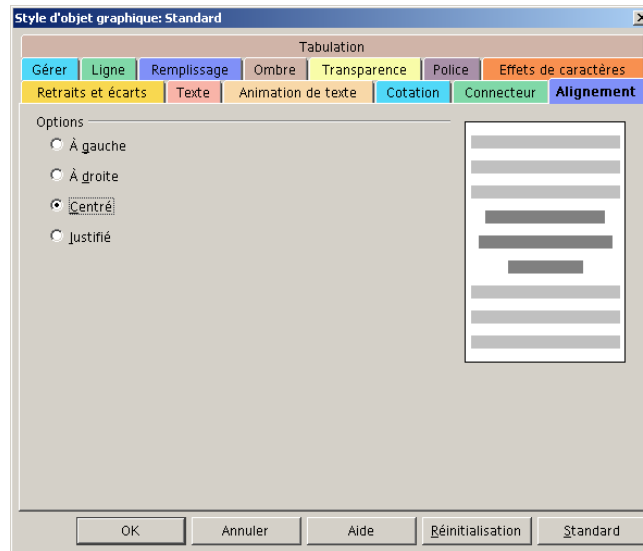 Style d'objet graphique: Standard
Tabulation
Gérer Ligne Remplissage Ombre Transparence Police Effets de caractères
Retraits et écarts Texte Animation de texte Cotation Connecteur Alignement
Options
À gauche
À droite
Centré
Justifié
OK Annuler Aide Réinitialisation Standard